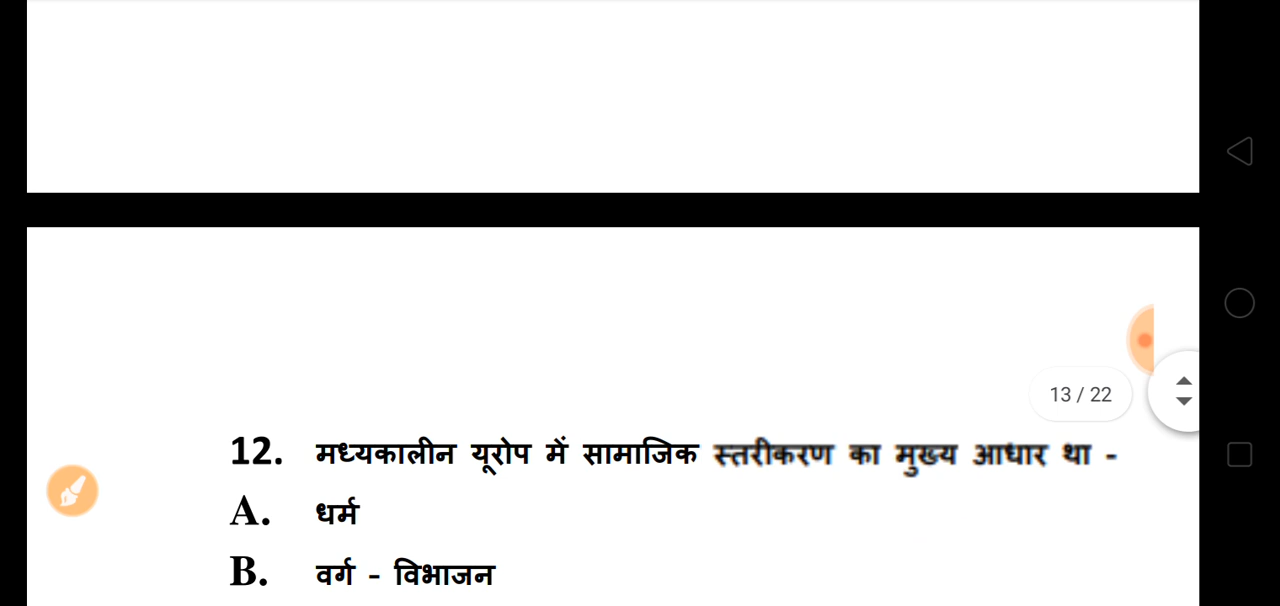 13 / 22
12. मध्यकालीन यूरोप में सामाजिक स्तरीकरण का मुख्य आधार था -
A. धर्म
B. वर्ग - विभाजन